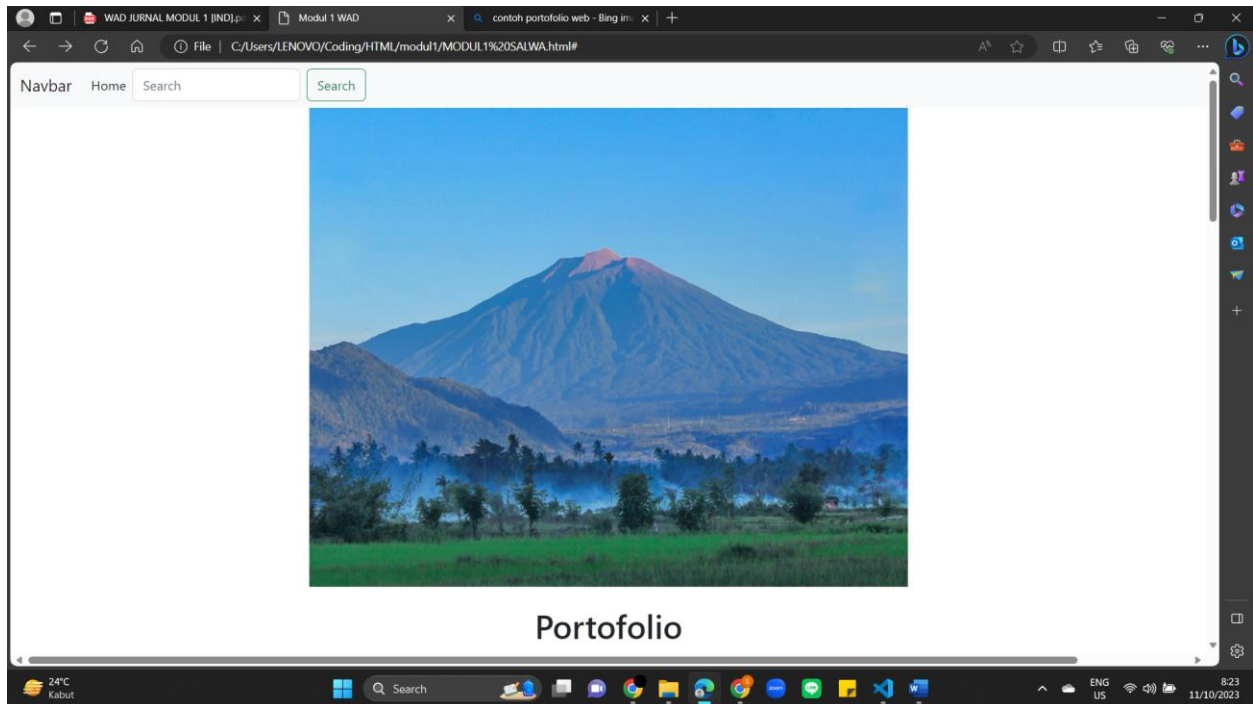 WAD JURNAL MODUL 1 [IND].p
Modul 1 WAD
contoh portofolio web - Bing im
File | C:/Users/LENOVO/Coding/HTML/modul1/MODUL1%20SALWA.html#
Navbar Home Search Search
Portofolio
24°C
Kabut
Search
zoom
ENG
US
8:23
11/10/2023